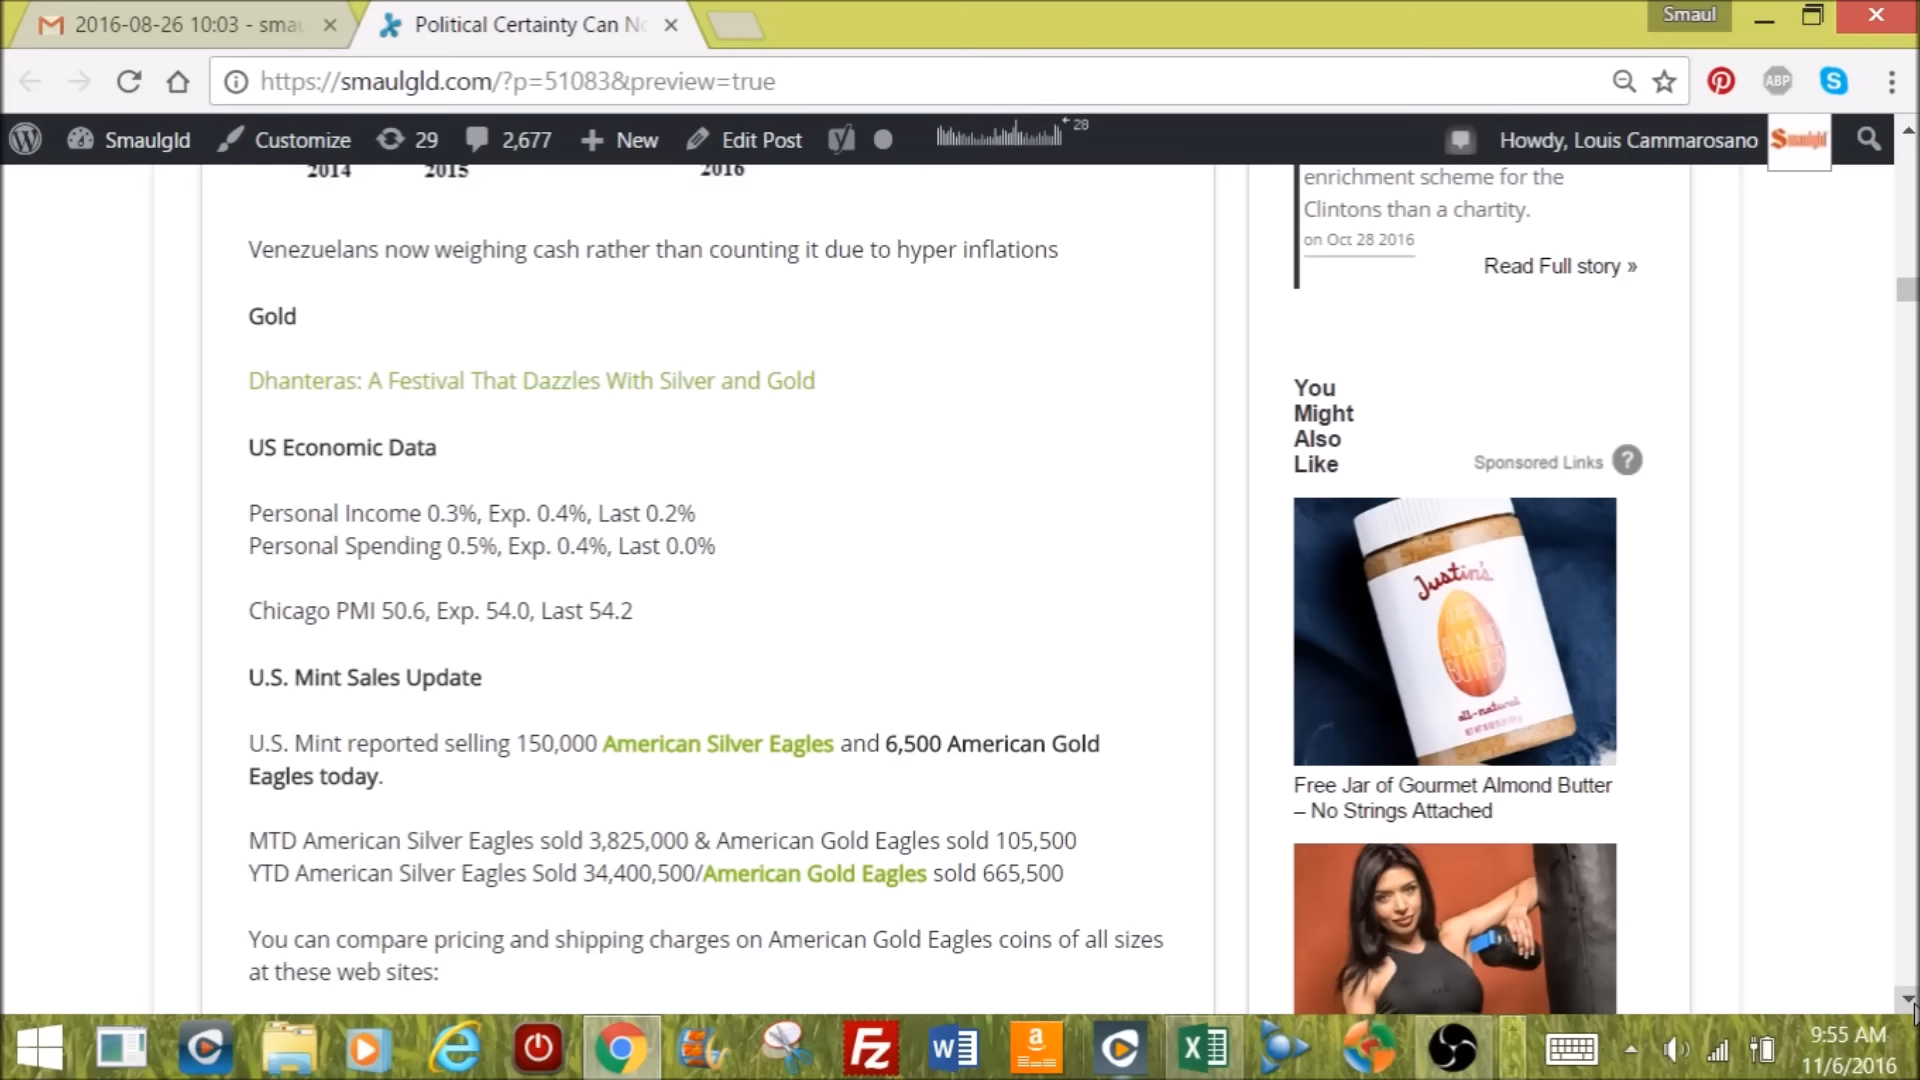 2016-08-26 10:03 - smau
Political Certainty Can No
Smaul
https://smaulgld.com/?p=51083&preview=true
ABP
Smaulgld
Customize
29
2,677
New
Edit Post
28
Howdy, Louis Cammarosano
Smaulgld
2014 2015 2016
Venezuelans now weighing cash rather than counting it due to hyper inflations
Gold
Dhanteras: A Festival That Dazzles With Silver and Gold
US Economic Data
Personal Income 0.3%, Exp. 0.4%, Last 0.2%
Personal Spending 0.5%, Exp. 0.4%, Last 0.0%
Chicago PMI 50.6, Exp. 54.0, Last 54.2
U.S. Mint Sales Update
U.S. Mint reported selling 150,000 American Silver Eagles and 6,500 American Gold
Eagles today.
MTD American Silver Eagles sold 3,825,000 & American Gold Eagles sold 105,500
YTD American Silver Eagles Sold 34,400,500/American Gold Eagles sold 665,500
You can compare pricing and shipping charges on American Gold Eagles coins of all sizes
at these web sites:
enrichment scheme for the
Clintons than a chartity.
on Oct 28 2016
Read Full story »
You
Might
Also
Like
Sponsored Links ?
Justin's
ALMOND
BUTTER
all-natural
Free Jar of Gourmet Almond Butter
– No Strings Attached
9:55 AM
11/6/2016